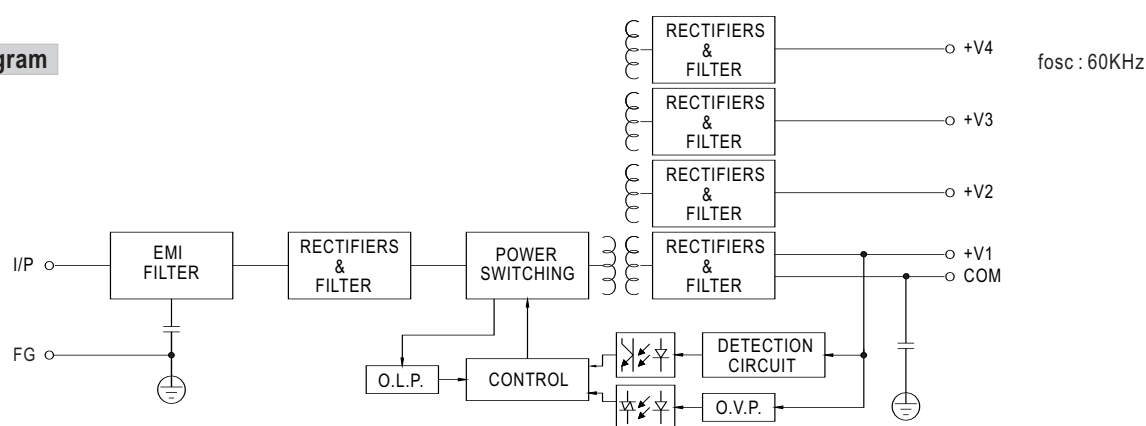 gram
RECTIFIERS
&
FILTER
+V4
fosc : 60KHz
RECTIFIERS
&
FILTER
+V3
RECTIFIERS
&
FILTER
+V2
I/P
EMI
FILTER
RECTIFIERS
&
FILTER
POWER
SWITCHING
RECTIFIERS
&
FILTER
+V1
COM
FG
O.L.P.
CONTROL
DETECTION
CIRCUIT
O.V.P.